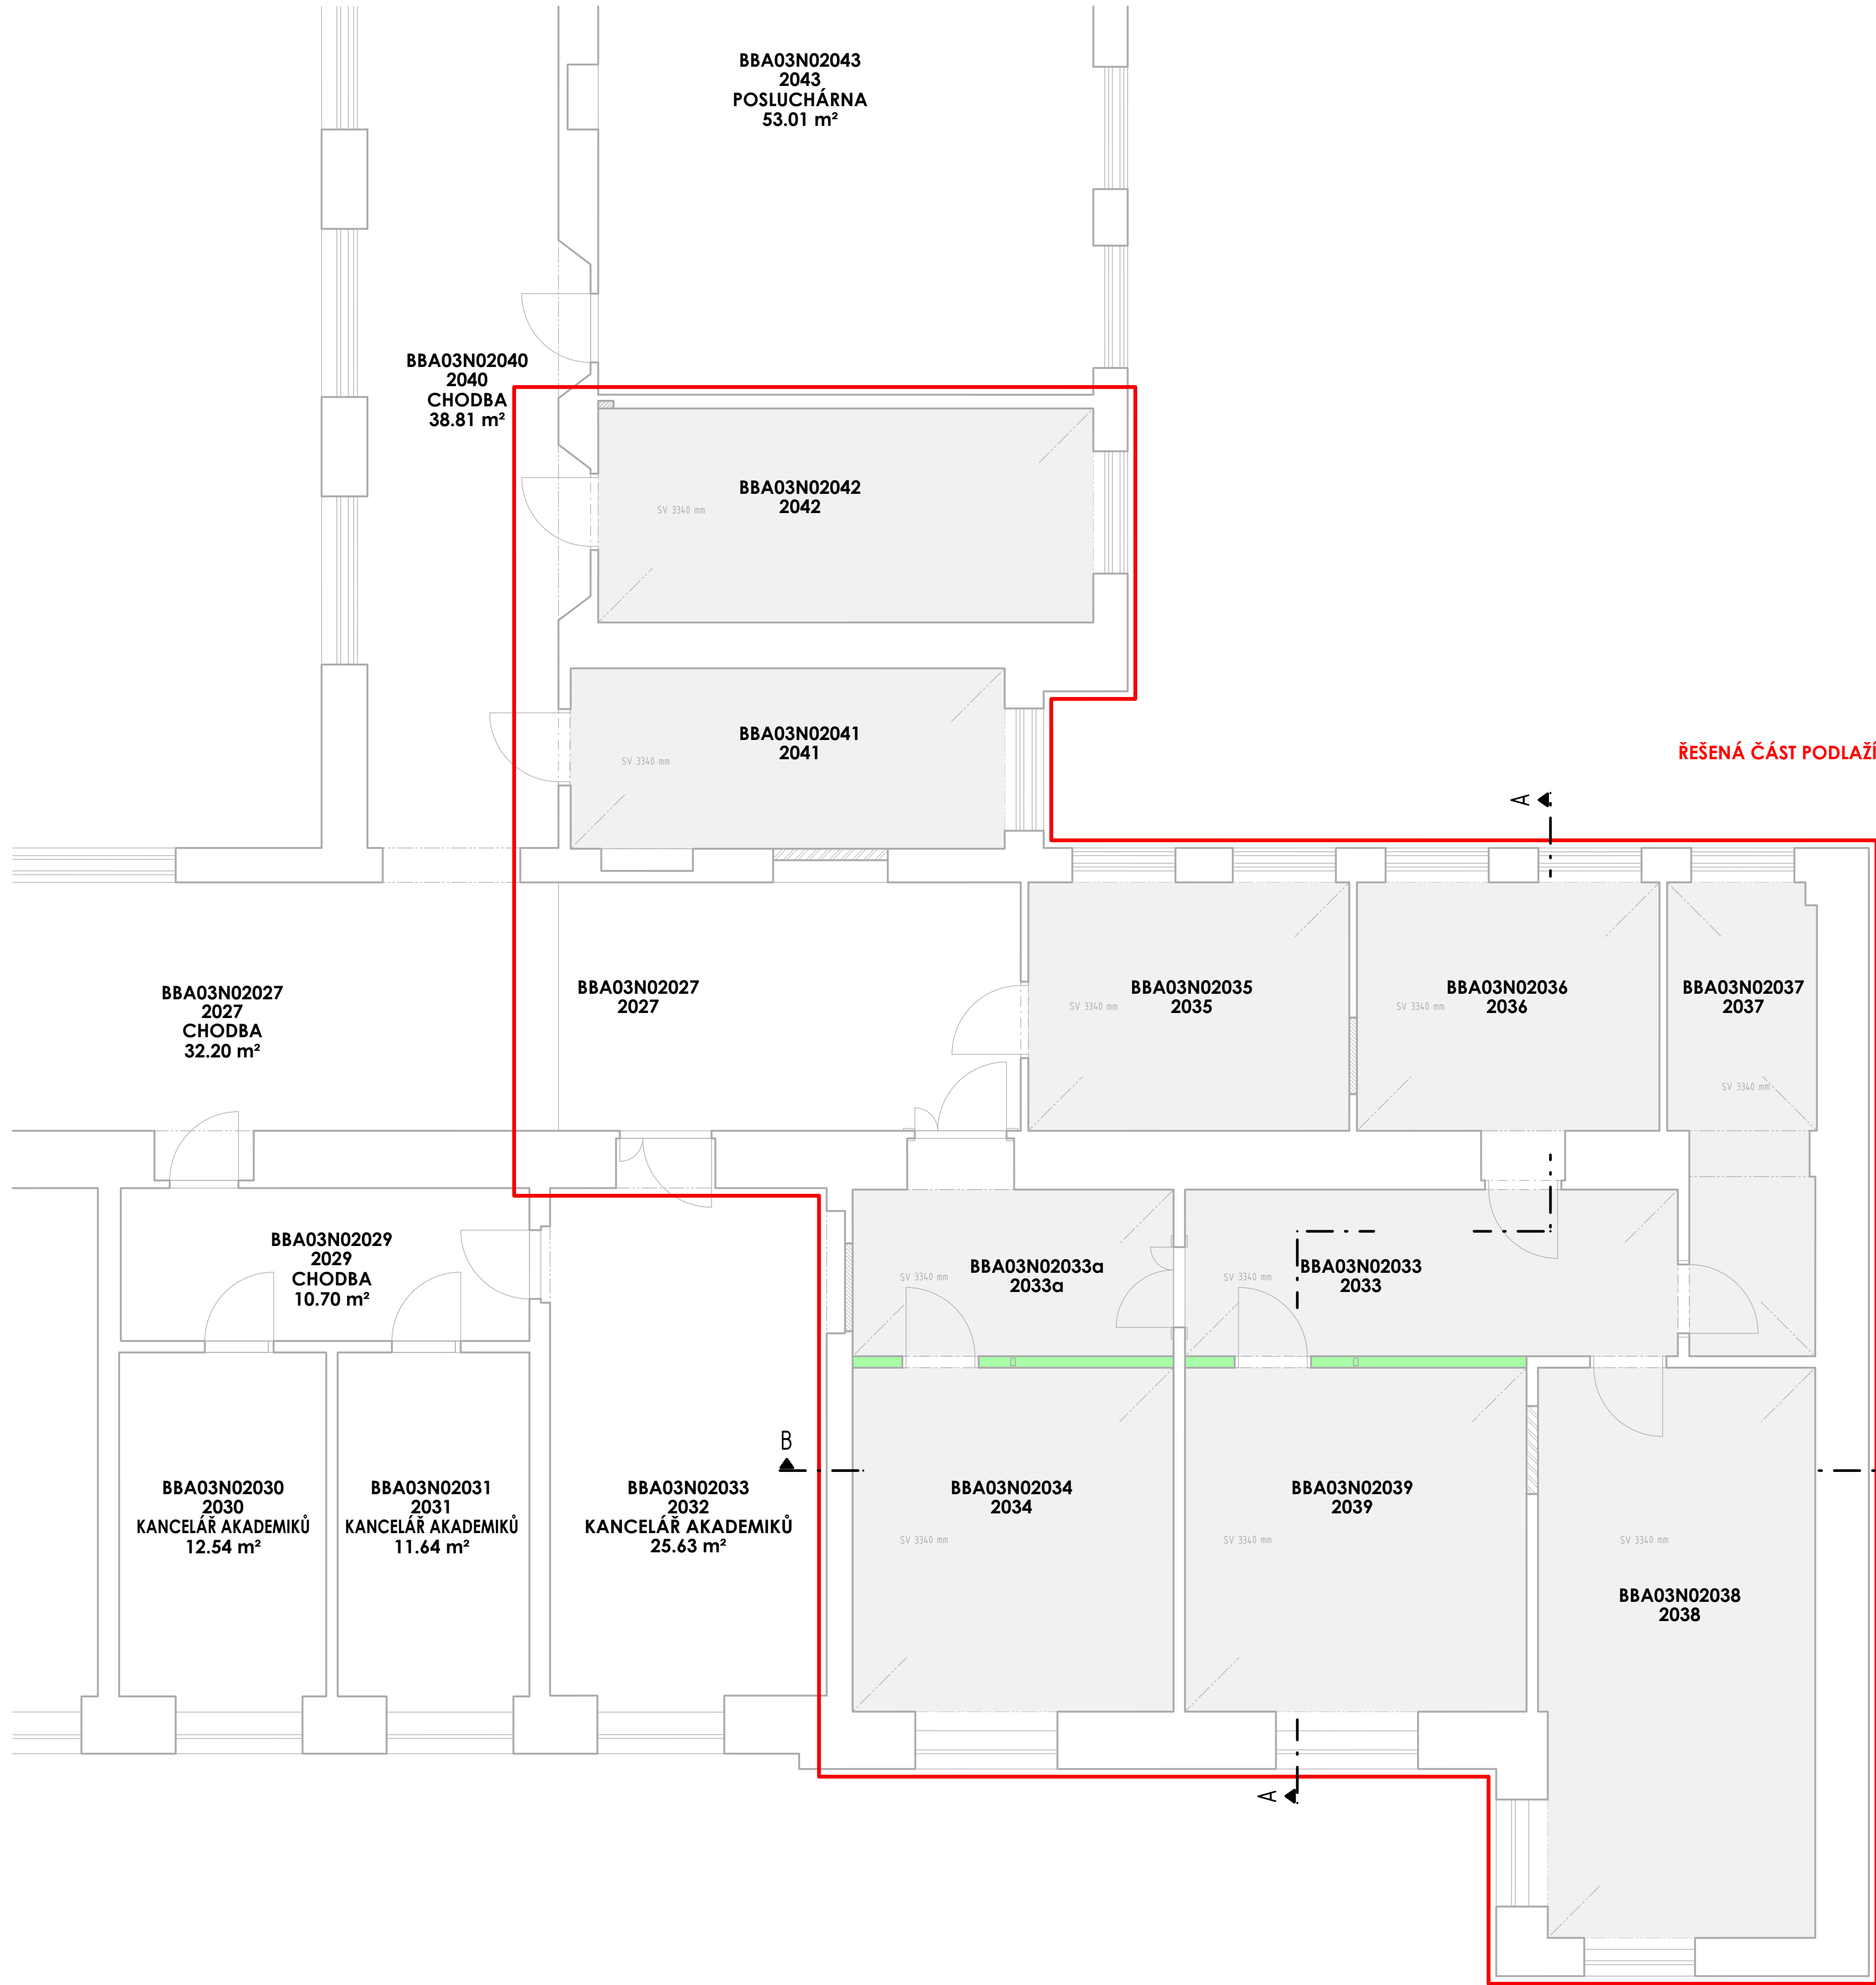 BBA03N02043
2043
POSLUCHÁRNA
53.01 m²
BBA03N02040
2040
CHODBA
38.81 m²
BBA03N02042
2042
SV 3340 mm
BBA03N02041
2041
SV 3340 mm
ŘEŠENÁ ČÁST PODLAŽÍ
A
BBA03N02027
2027
CHODBA
32.20 m²
BBA03N02027
2027
BBA03N02035
2035
SV 3340 mm
BBA03N02036
2036
SV 3340 mm
BBA03N02037
2037
SV 3340 mm
BBA03N02029
2029
CHODBA
10.70 m²
BBA03N02033a
2033a
SV 3340 mm
BBA03N02033
2033
SV 3340 mm
B
BBA03N02030
2030
KANCELÁŘ AKADEMIKŮ
12.54 m²
BBA03N02031
2031
KANCELÁŘ AKADEMIKŮ
11.64 m²
BBA03N02033
2032
KANCELÁŘ AKADEMIKŮ
25.63 m²
BBA03N02034
2034
SV 3340 mm
BBA03N02039
2039
SV 3340 mm
SV 3340 mm
BBA03N02038
2038
A